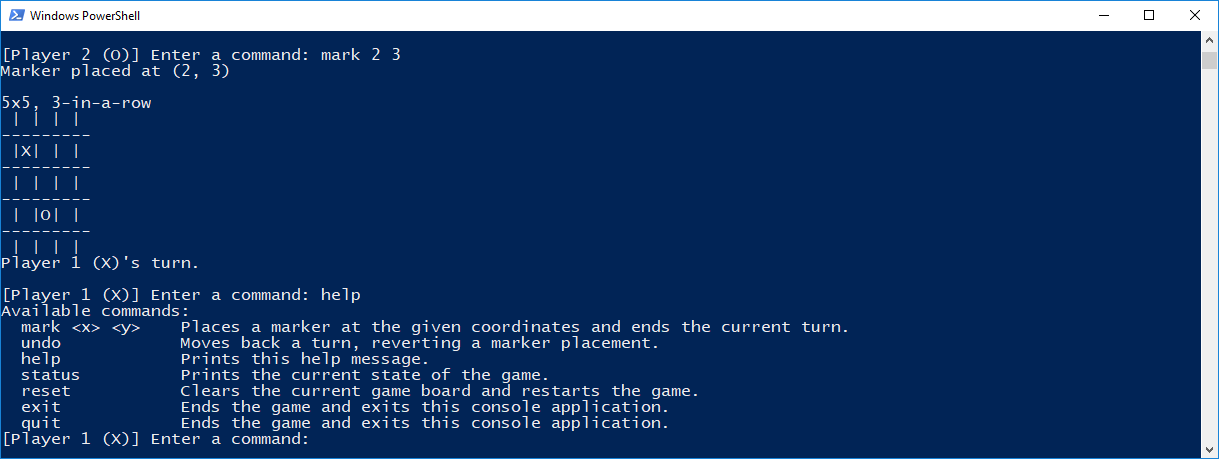 Windows PowerShell
[Player 2 (O)] Enter a command: mark 2 3
Marker placed at (2, 3)
5x5, 3-in-a-row
 | | | |
---------
 |X| | |
---------
 | | | |
---------
 | |O| |
---------
 | | | |
Player 1 (X)'s turn.
[Player 1 (X)] Enter a command: help
Available commands:
  mark <x> <y>    Places a marker at the given coordinates and ends the current turn.
  undo            Moves back a turn, reverting a marker placement.
  help            Prints this help message.
  status          Prints the current state of the game.
  reset           Clears the current game board and restarts the game.
  exit            Ends the game and exits this console application.
  quit            Ends the game and exits this console application.
[Player 1 (X)] Enter a command: